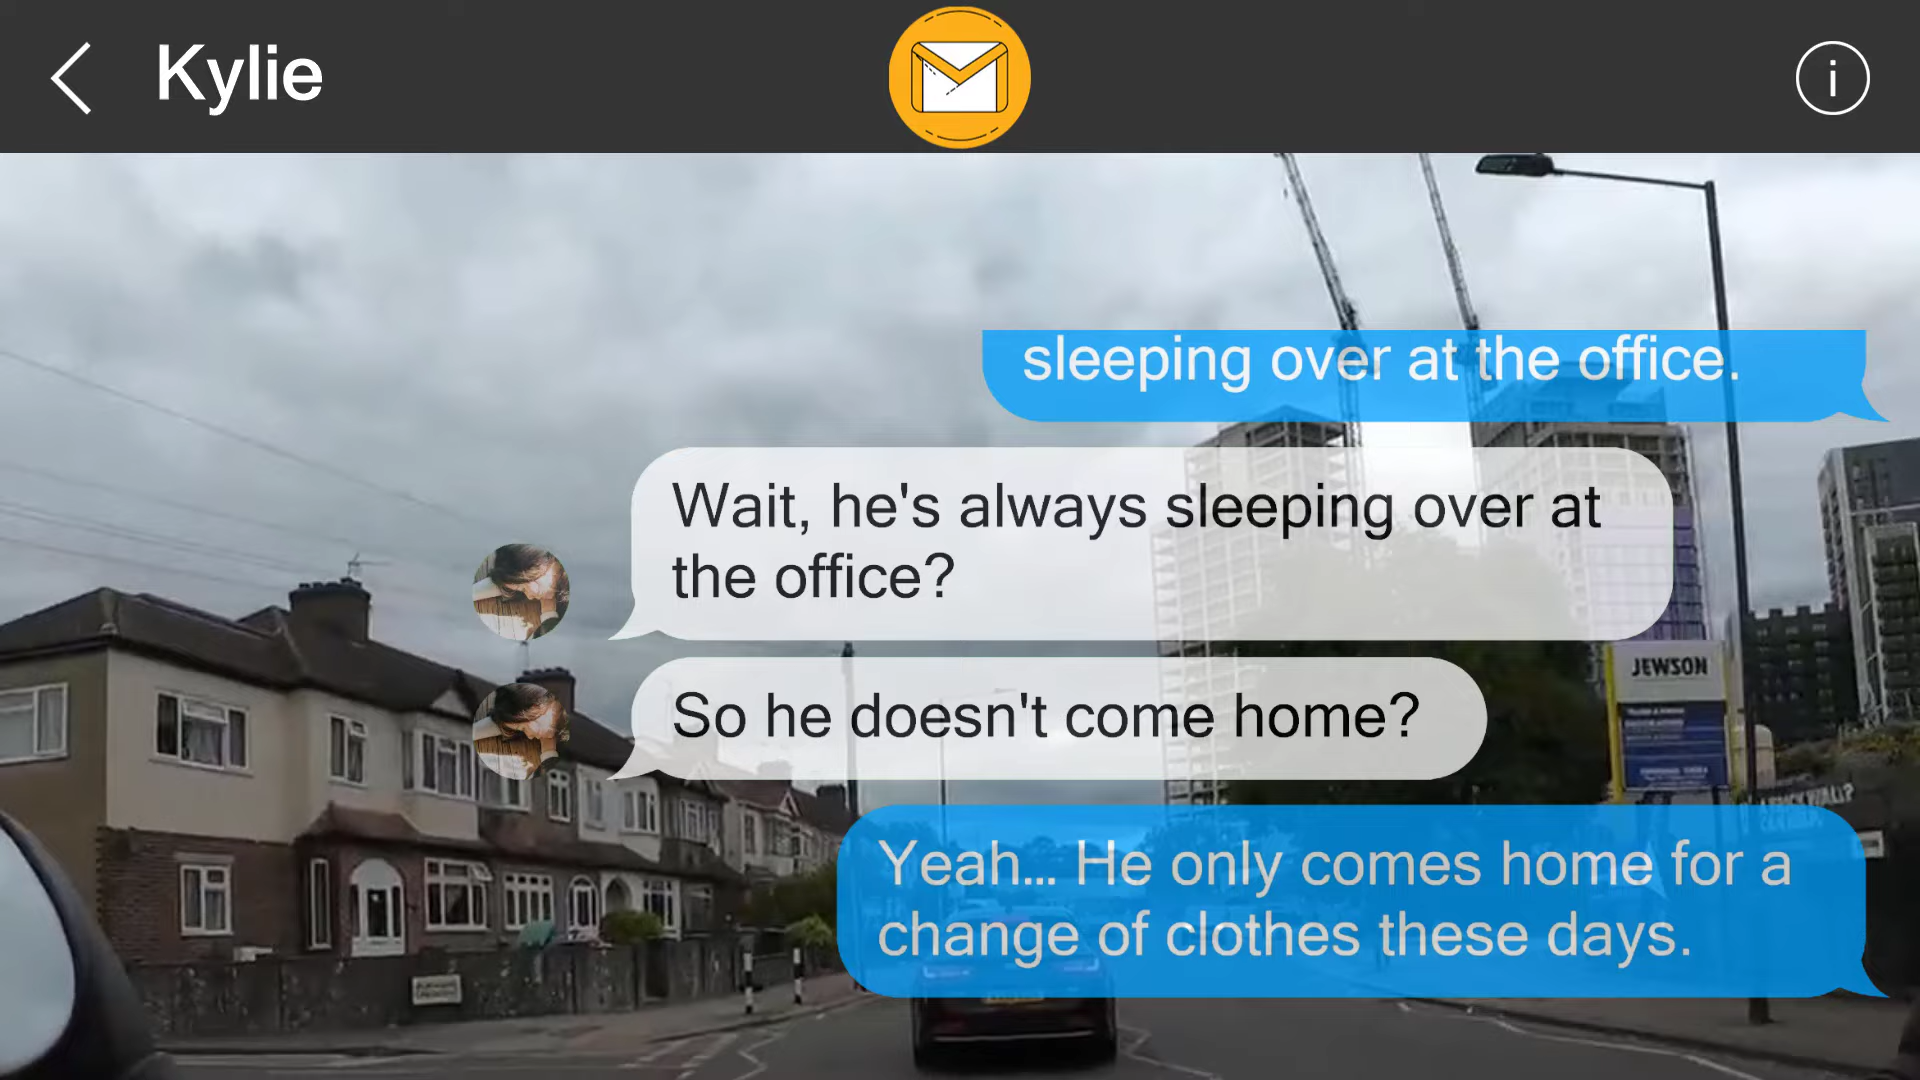 Kylie
i
sleeping over at the office.
Wait, he's always sleeping over at
the office?
So he doesn't come home?
JEWSON
Yeah... He only comes home for a
change of clothes these days.